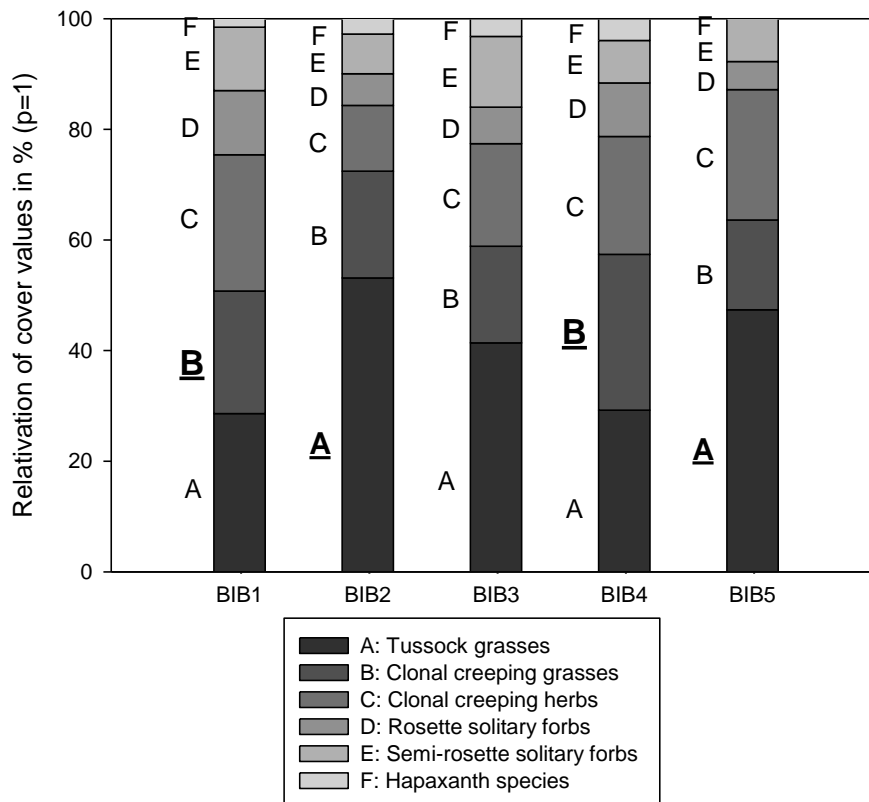 Relativation of cover values in % (p=1)
100
80
60
40
20
0
F
E
D
C
B
A
F
E
D
C
B
A
F
E
D
C
B
A
F
E
D
C
B
A
F
E
D
C
B
A
BIB1 BIB2 BIB3 BIB4 BIB5
A: Tussock grasses
B: Clonal creeping grasses
C: Clonal creeping herbs
D: Rosette solitary forbs
E: Semi-rosette solitary forbs
F: Hapaxanth species